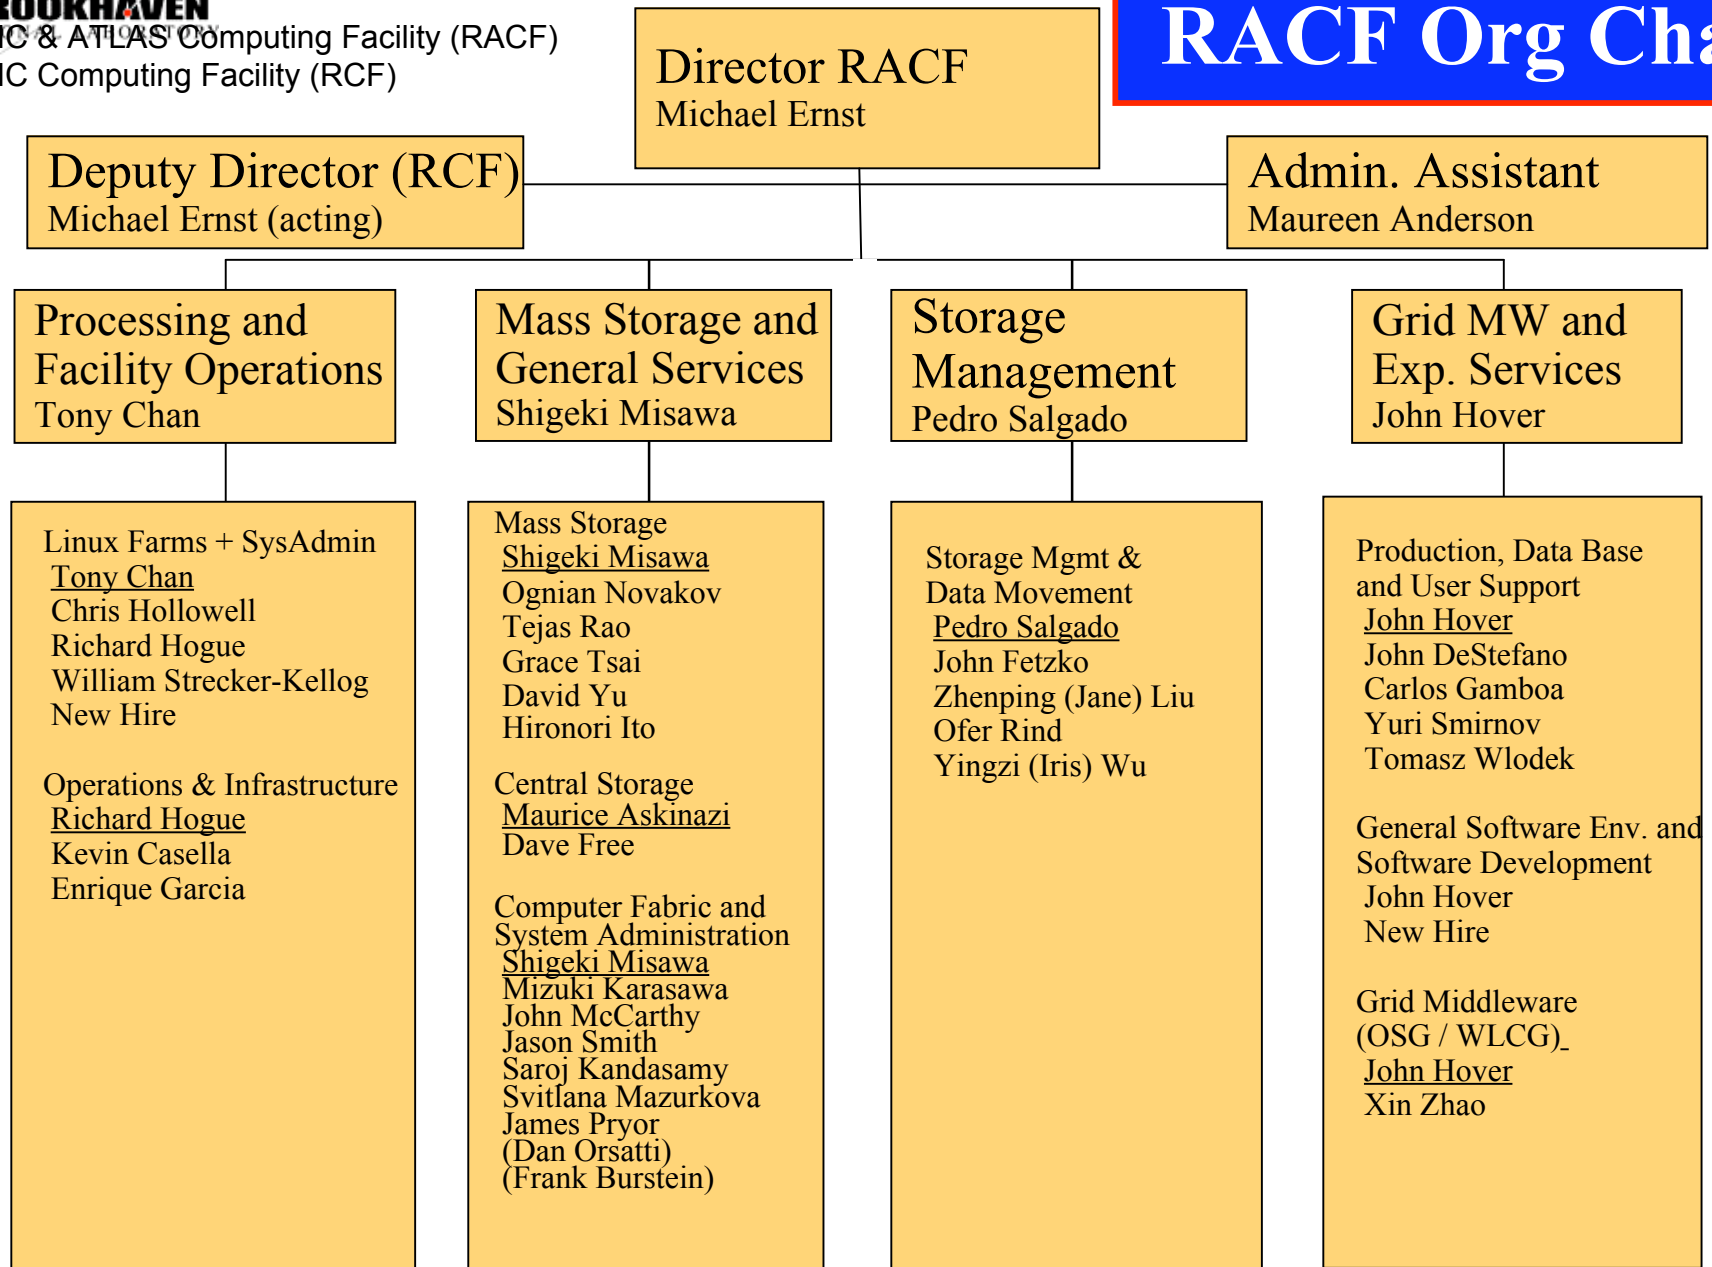 BROOKHAVEN
NATIONAL LABORATORY
IC & ATLAS Computing Facility (RACF)
IC Computing Facility (RCF)
RACF Org Cha
Director RACF
Michael Ernst
Deputy Director (RCF)
Michael Ernst (acting)
Admin. Assistant
Maureen Anderson
Processing and
Facility Operations
Tony Chan
Mass Storage and
General Services
Shigeki Misawa
Storage
Management
Pedro Salgado
Grid MW and
Exp. Services
John Hover
Linux Farms + SysAdmin
Tony Chan
Chris Hollowell
Richard Hogue
William Strecker-Kellog
New Hire
Operations & Infrastructure
Richard Hogue
Kevin Casella
Enrique Garcia
Mass Storage
Shigeki Misawa
Ognian Novakov
Tejas Rao
Grace Tsai
David Yu
Hironori Ito
Central Storage
Maurice Askinazi
Dave Free
Computer Fabric and
System Administration
Shigeki Misawa
Mizuki Karasawa
John McCarthy
Jason Smith
Saroj Kandasamy
Svitlana Mazurkova
James Pryor
(Dan Orsatti)
(Frank Burstein)
Storage Mgmt &
Data Movement
Pedro Salgado
John Fetzko
Zhenping (Jane) Liu
Ofer Rind
Yingzi (Iris) Wu
Production, Data Base
and User Support
John Hover
John DeStefano
Carlos Gamboa
Yuri Smirnov
Tomasz Wlodek
General Software Env. and
Software Development
John Hover
New Hire
Grid Middleware
(OSG / WLCG)
John Hover
Xin Zhao